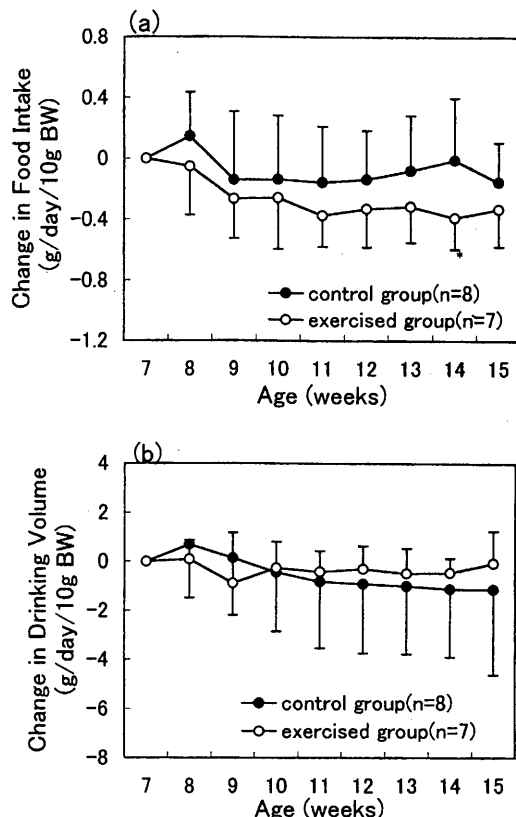 (a)
0.8
0.4
0
-0.4
-0.8
-1.2
Change in Food Intake
(g/day/10g BW)
*
control group(n=8)
exercised group(n=7)
7 8 9 10 11 12 13 14 15
Age (weeks)
(b)
4
2
0
-2
-4
-6
-8
Change in Drinking Volume
(g/day/10g BW)
control group(n=8)
exercised group(n=7)
7 8 9 10 11 12 13 14 15
Age (weeks)